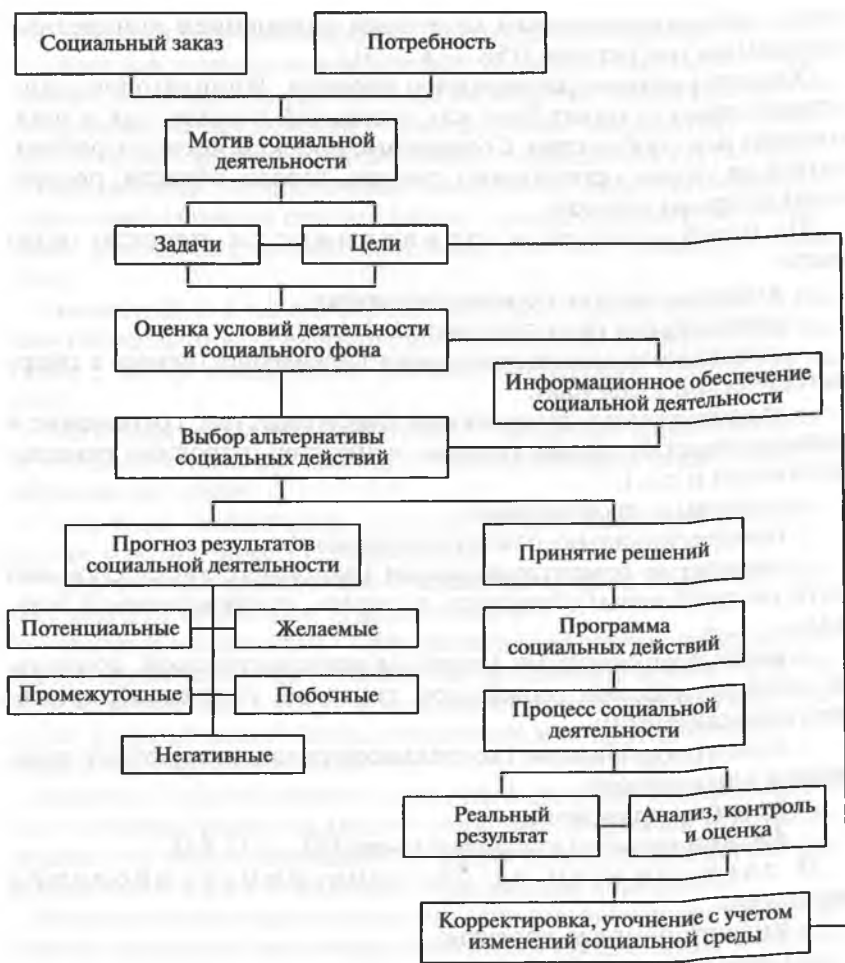 Социальный заказ
Потребность
Мотив социальной
деятельности
Задачи
Цели
Оценка условий деятельности
и социального фона
Информационное обеспечение
социальной деятельности
Выбор альтернативы
социальных действий
Прогноз результатов
социальной деятельности
Принятие решений
Потенциальные
Желаемые
Программа
социальных действий
Промежуточные
Побочные
Процесс социальной
деятельности
Негативные
Реальный
результат
Анализ, контроль
и оценка
Корректировка, уточнение с учетом
изменений социальной среды